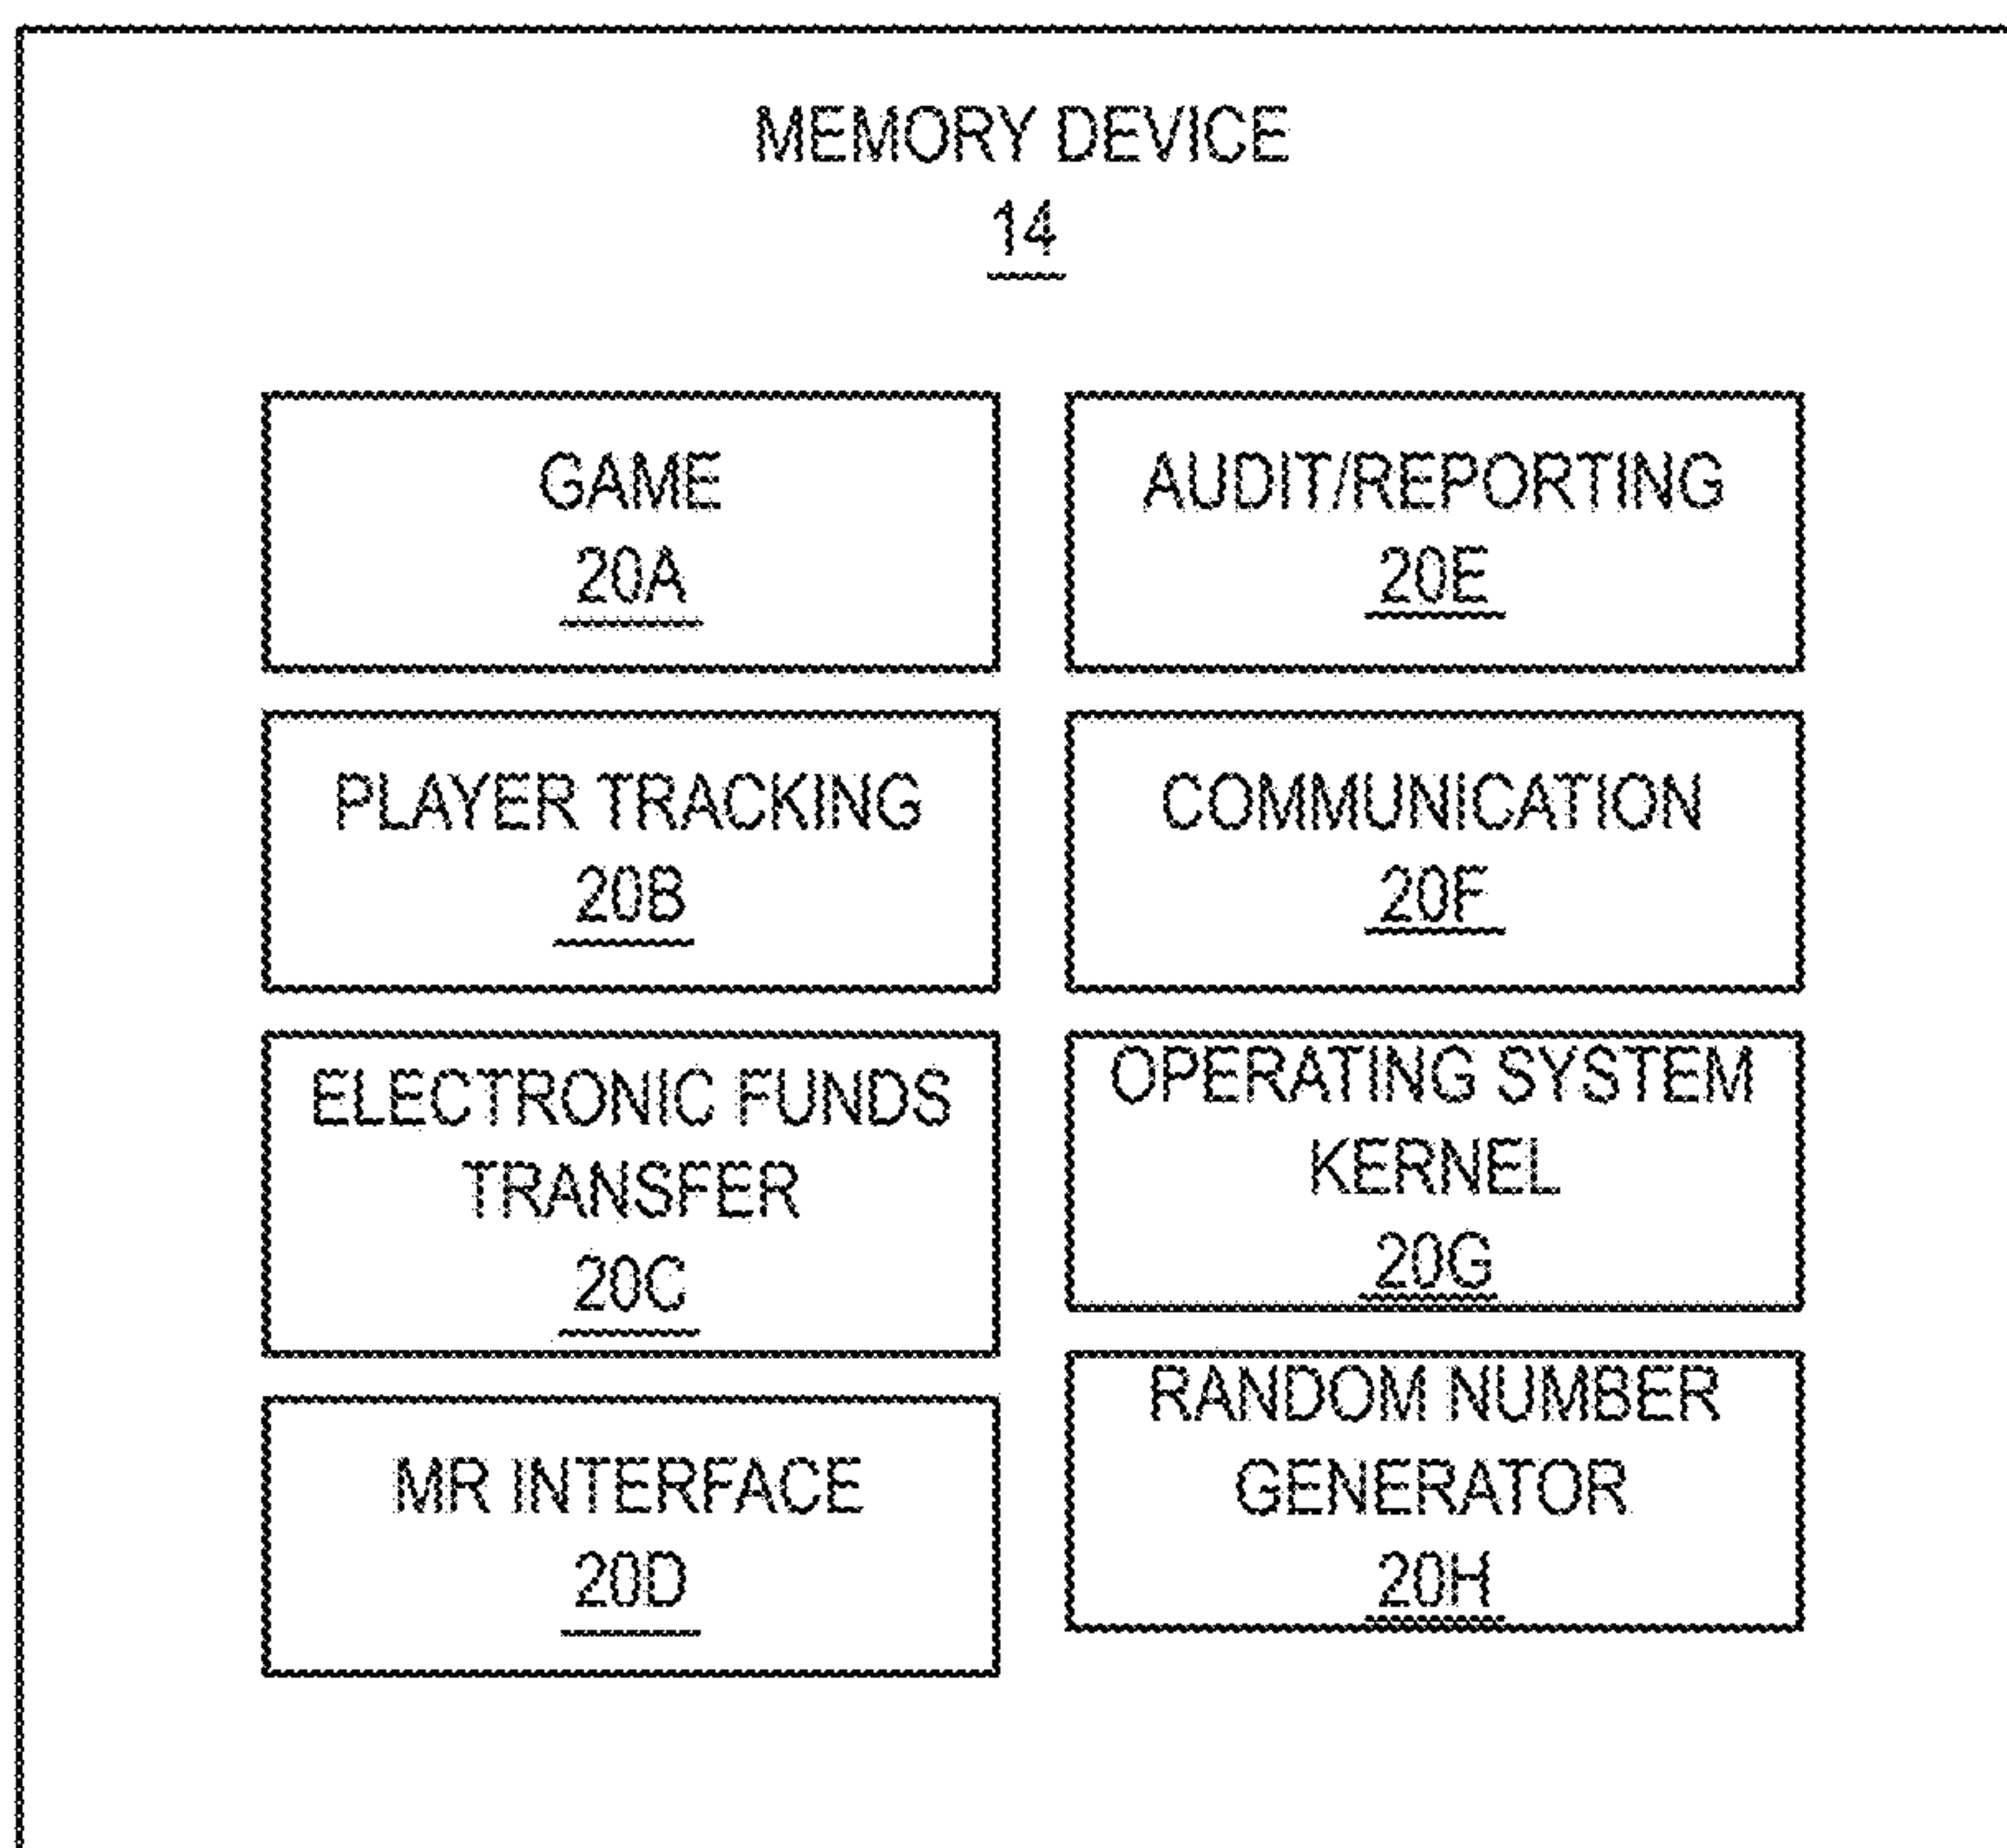 MEMORY DEVICE
14
GAME
20A
PLAYER TRACKING
20B
ELECTRONIC FUNDS
TRANSFER
20C
MR INTERFACE
20D
AUDIT/REPORTING
20E
COMMUNICATION
20F
OPERATING SYSTEM
KERNEL
20G
RANDOM NUMBER
GENERATOR
20H